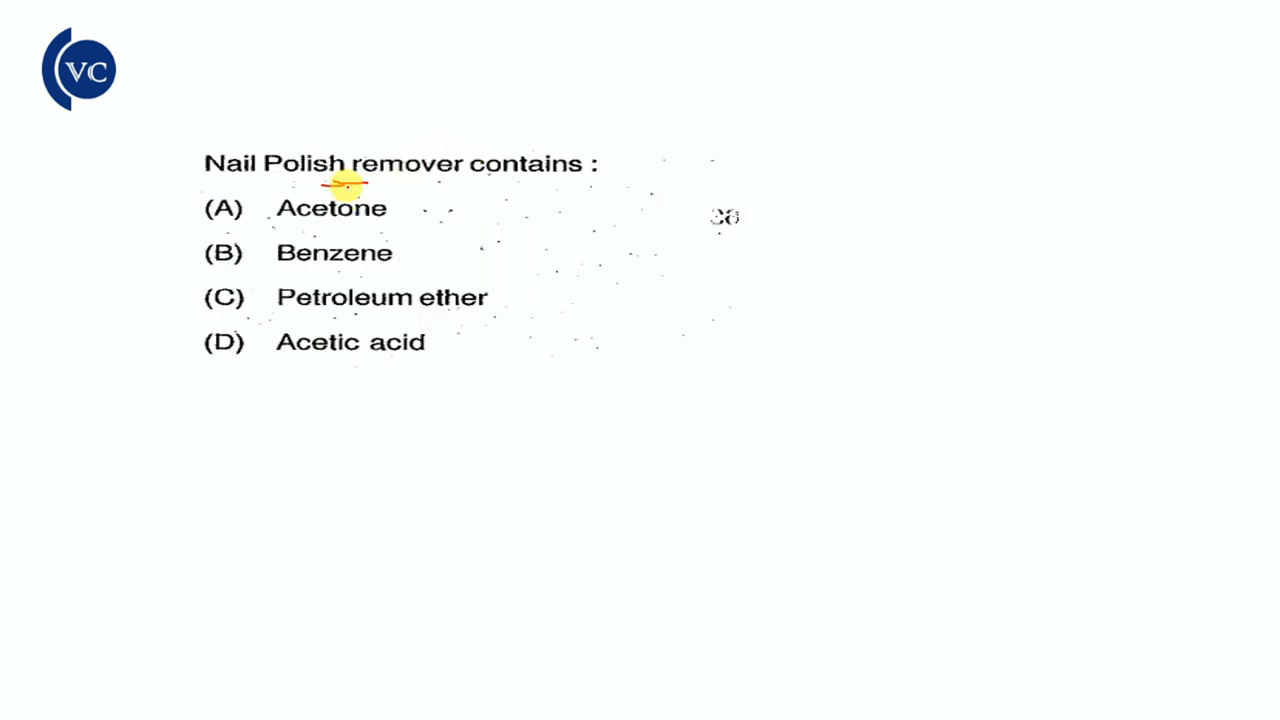 VC
Nail Polish remover contains :
(A) Acetone
(B) Benzene
(C) Petroleum ether
(D) Acetic acid